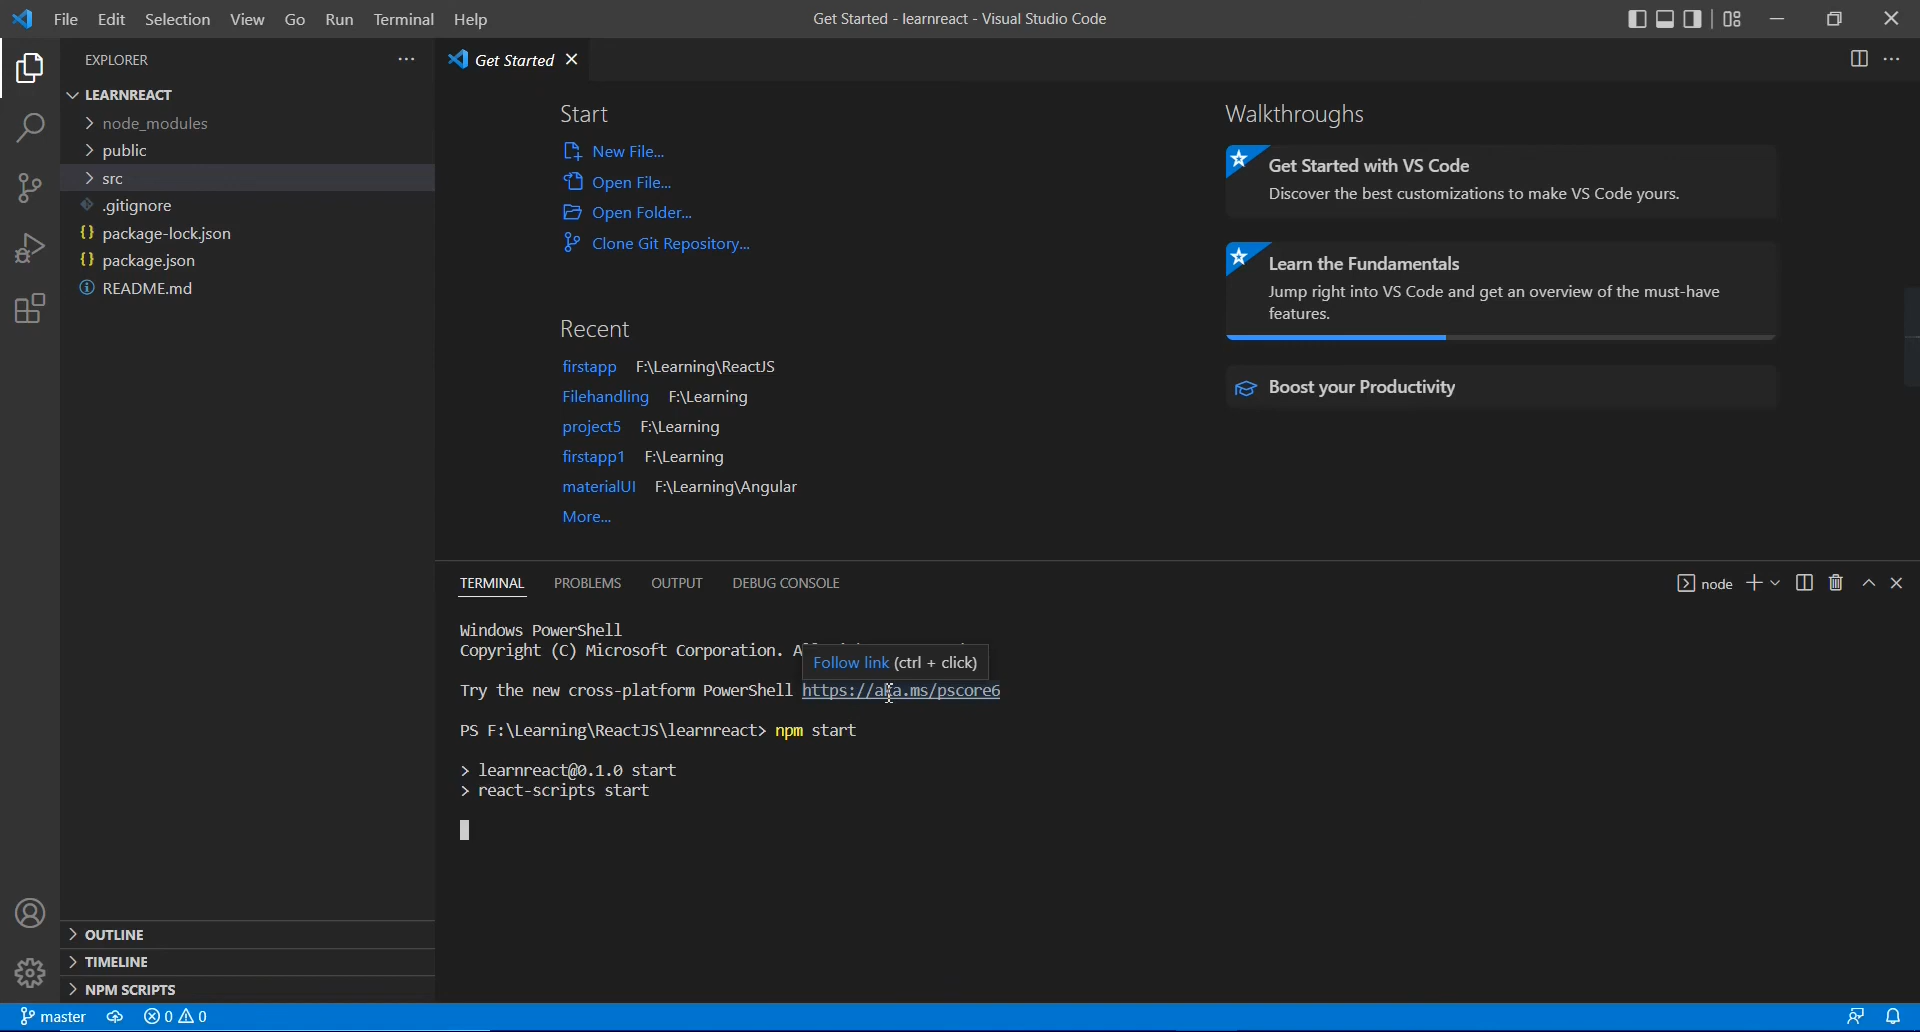 File Edit Selection View Go Run Terminal Help
Get Started - learnreact - Visual Studio Code
EXPLORER
LEARNREACT
node_modules
public
src
.gitignore
package-lock.json
package.json
README.md
OUTLINE
TIMELINE
NPM SCRIPTS
Get Started
Start
New File...
Open File...
Open Folder...
Clone Git Repository...
Recent
firstapp F:\Learning\ReactJS
Filehandling F:\Learning
project5 F:\Learning
firstapp1 F:\Learning
materialUI F:\Learning\Angular
More...
Walkthroughs
Get Started with VS Code
Discover the best customizations to make VS Code yours.
Learn the Fundamentals
Jump right into VS Code and get an overview of the must-have
features.
Boost your Productivity
TERMINAL PROBLEMS OUTPUT DEBUG CONSOLE
node
Windows PowerShell
Copyright (C) Microsoft Corporation.
Follow link (ctrl + click)
Try the new cross-platform PowerShell https://aka.ms/pscore6
PS F:\Learning\ReactJS\learnreact> npm start
> learnreact@0.1.0 start
> react-scripts start
master 0 0